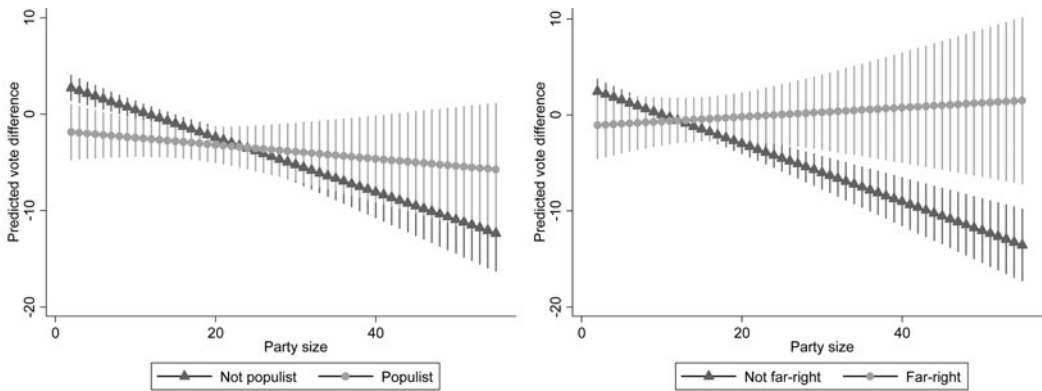 10
0
-10
-20
Predicted vote difference
0
20
40
Party size
Not populist
Populist
10
0
-10
-20
Predicted vote difference
0
20
40
Party size
Not far-right
Far-right